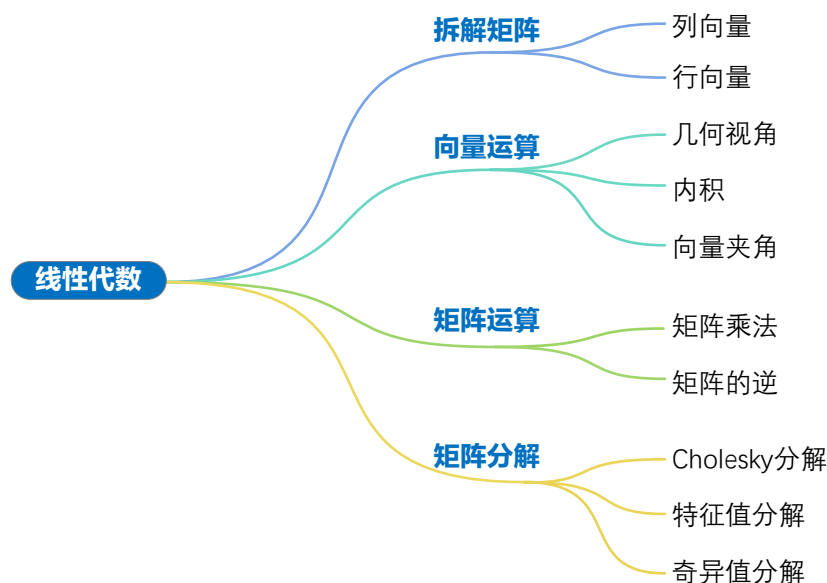 线性代数
拆解矩阵
列向量
行向量
向量运算
几何视角
内积
向量夹角
矩阵运算
矩阵乘法
矩阵的逆
矩阵分解
Cholesky分解
特征值分解
奇异值分解